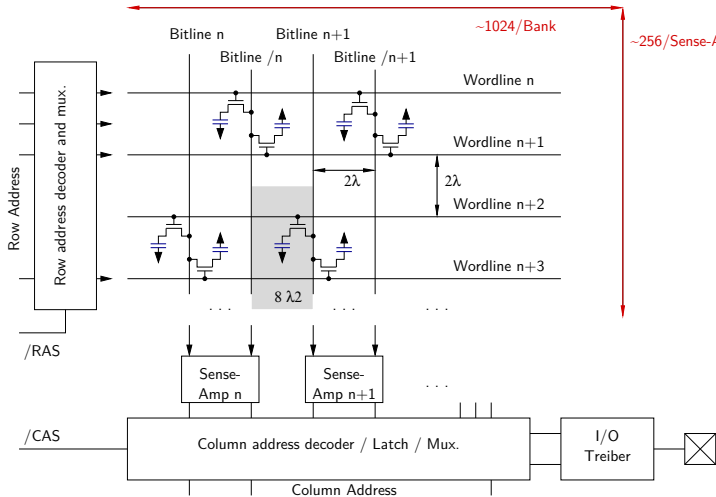 ~1024/Bank
~256/Sense-A
Bitline n
Bitline n+1
Bitline /n
Bitline /n+1
Wordline n
Wordline n+1
2λ
2λ
Wordline n+2
Wordline n+3
8 λ2
. . .
. . .
. . .
Row Address
Row address decoder and mux.
/RAS
Sense-
Amp n
Sense-
Amp n+1
. . .
/CAS
Column address decoder / Latch / Mux.
I/O
Treiber
Column Address